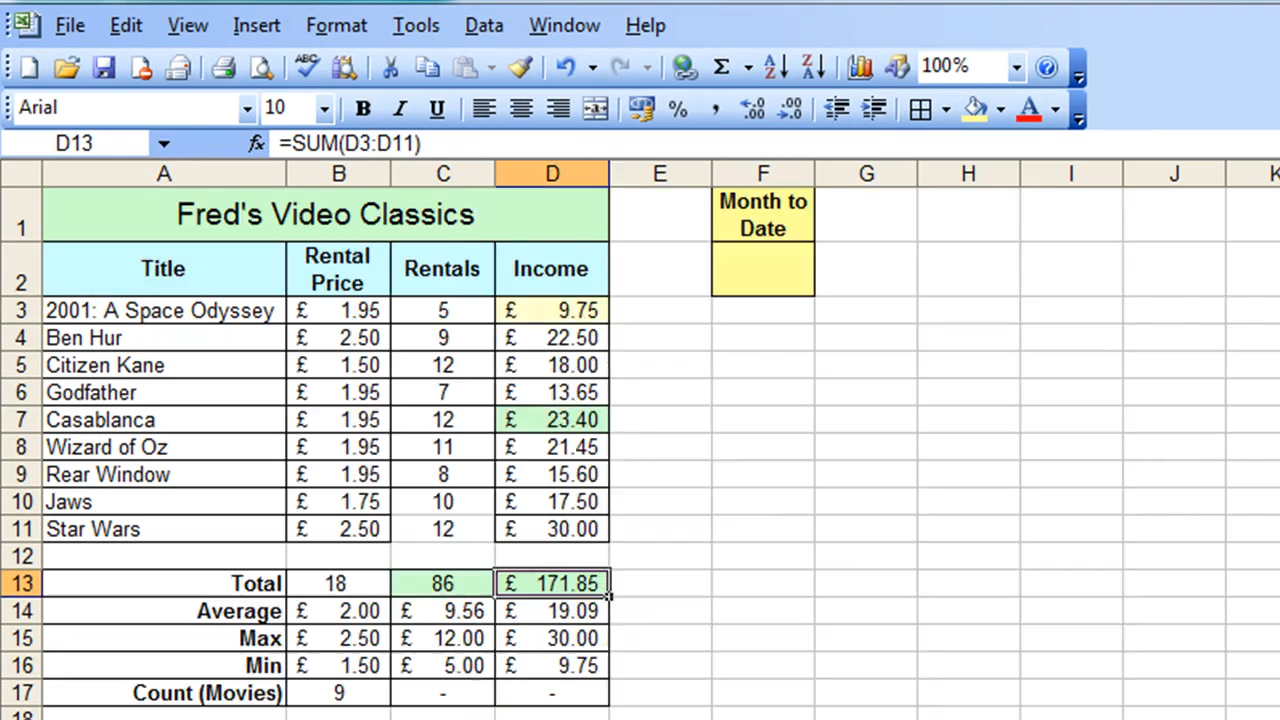 File Edit View Insert Format Tools Data Window Help
ABC Σ A Z Z A 100% ?
Arial 10 B I U % , .0 .00 .00 .0 A
D13 fx =SUM(D3:D11)
A B C D E F G H I J K
1 Fred's Video Classics Month to
Date
2 Title Rental
Price Rentals Income
3 2001: A Space Odyssey £ 1.95 5 £ 9.75
4 Ben Hur £ 2.50 9 £ 22.50
5 Citizen Kane £ 1.50 12 £ 18.00
6 Godfather £ 1.95 7 £ 13.65
7 Casablanca £ 1.95 12 £ 23.40
8 Wizard of Oz £ 1.95 11 £ 21.45
9 Rear Window £ 1.95 8 £ 15.60
10 Jaws £ 1.75 10 £ 17.50
11 Star Wars £ 2.50 12 £ 30.00
12
13 Total 18 86 £ 171.85
14 Average £ 2.00 £ 9.56 £ 19.09
15 Max £ 2.50 £ 12.00 £ 30.00
16 Min £ 1.50 £ 5.00 £ 9.75
17 Count (Movies) 9 - -
18